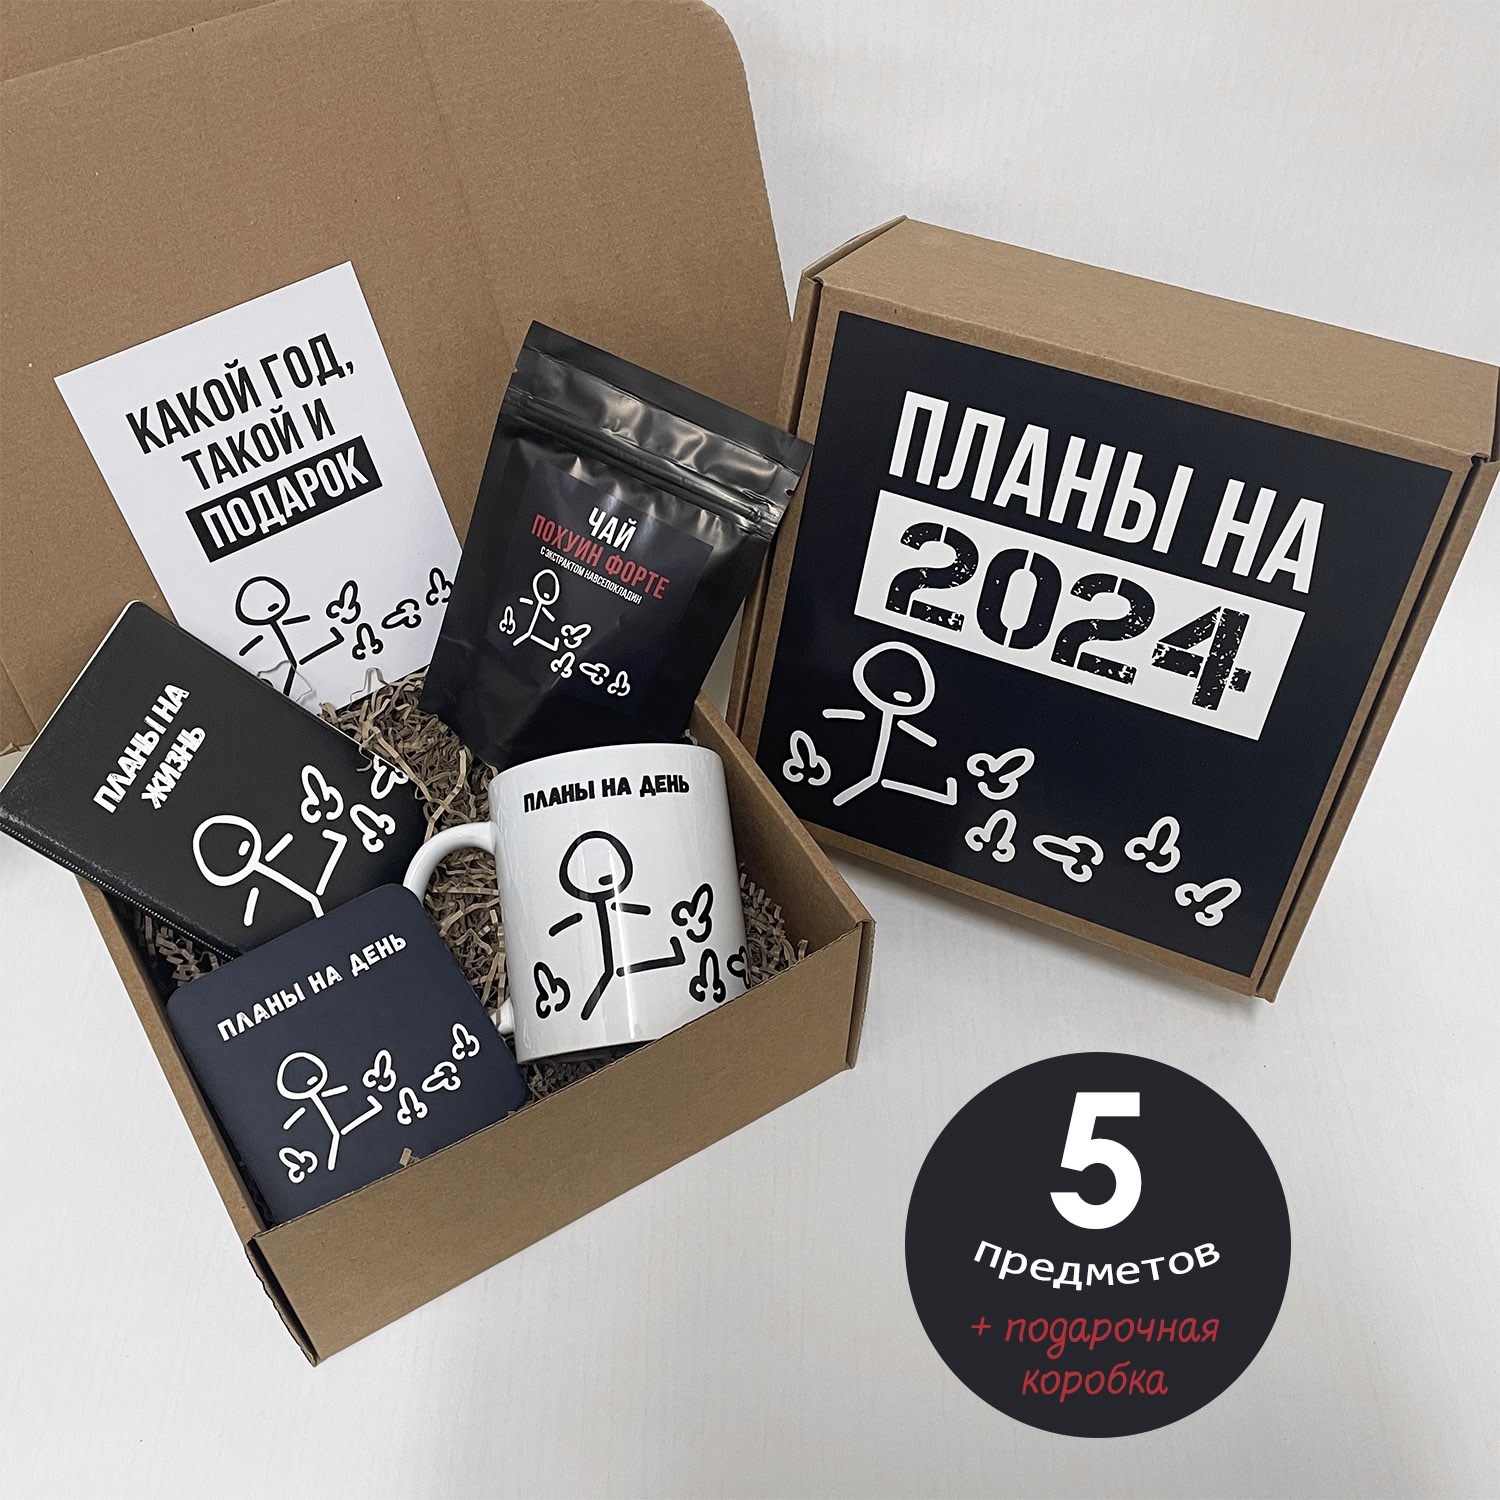 КАКОЙ ГОД,
ТАКОЙ И
ПОДАРОК
ЧАЙ
ПОХУИН ФОРТЕ
С ЭКСТРАКТОМ НАВСЕПОКЛАДИН
ПЛАНЫ НА
2024
ПЛАНЫ НА
ЖИЗНЬ
ПЛАНЫ НА ДЕНЬ
ПЛАНЫ НА ДЕНЬ
5
предметов
+ подарочная
коробка